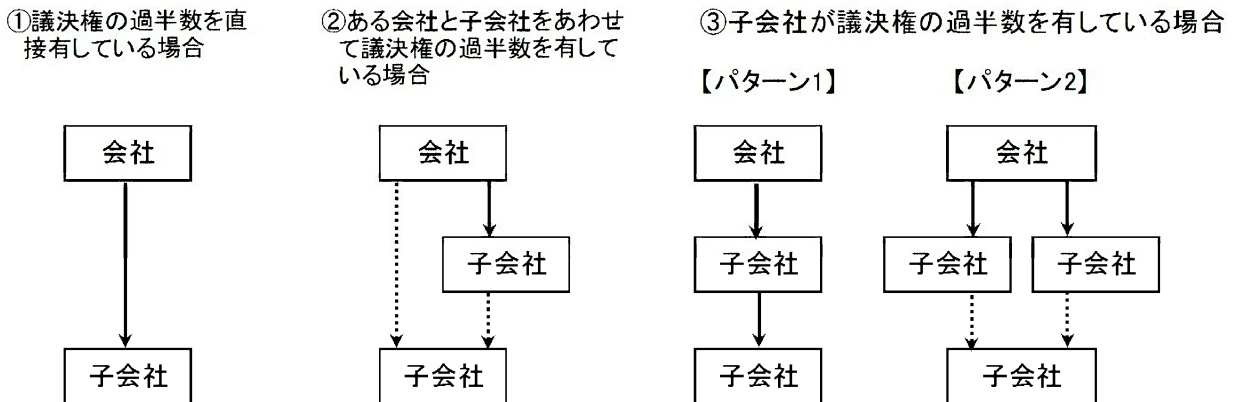 ①議決権の過半数を直
接有している場合
②ある会社と子会社をあわせ
て議決権の過半数を有して
いる場合
③子会社が議決権の過半数を有している場合
【パターン1】
【パターン2】
会社
子会社
会社
子会社
子会社
会社
子会社
子会社
会社
子会社
子会社
子会社